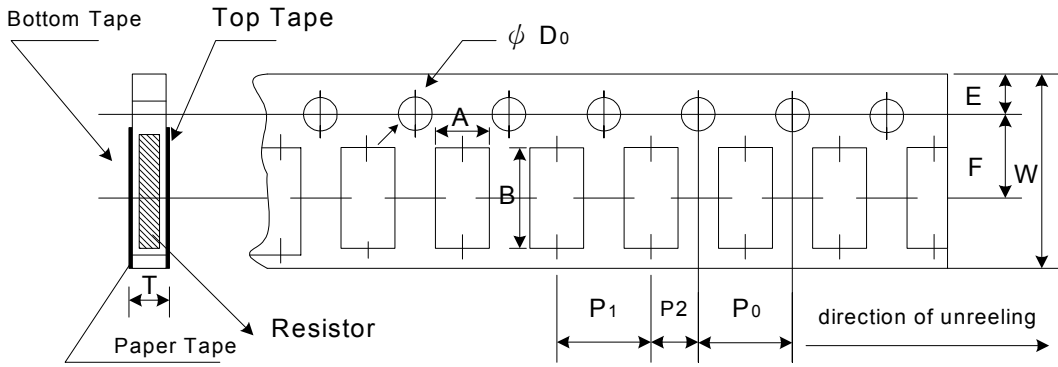 Bottom Tape
Top Tape
ψ D0
E
A
F
W
B
T
P1
P2
P0
direction of unreeling
Resistor
Paper Tape